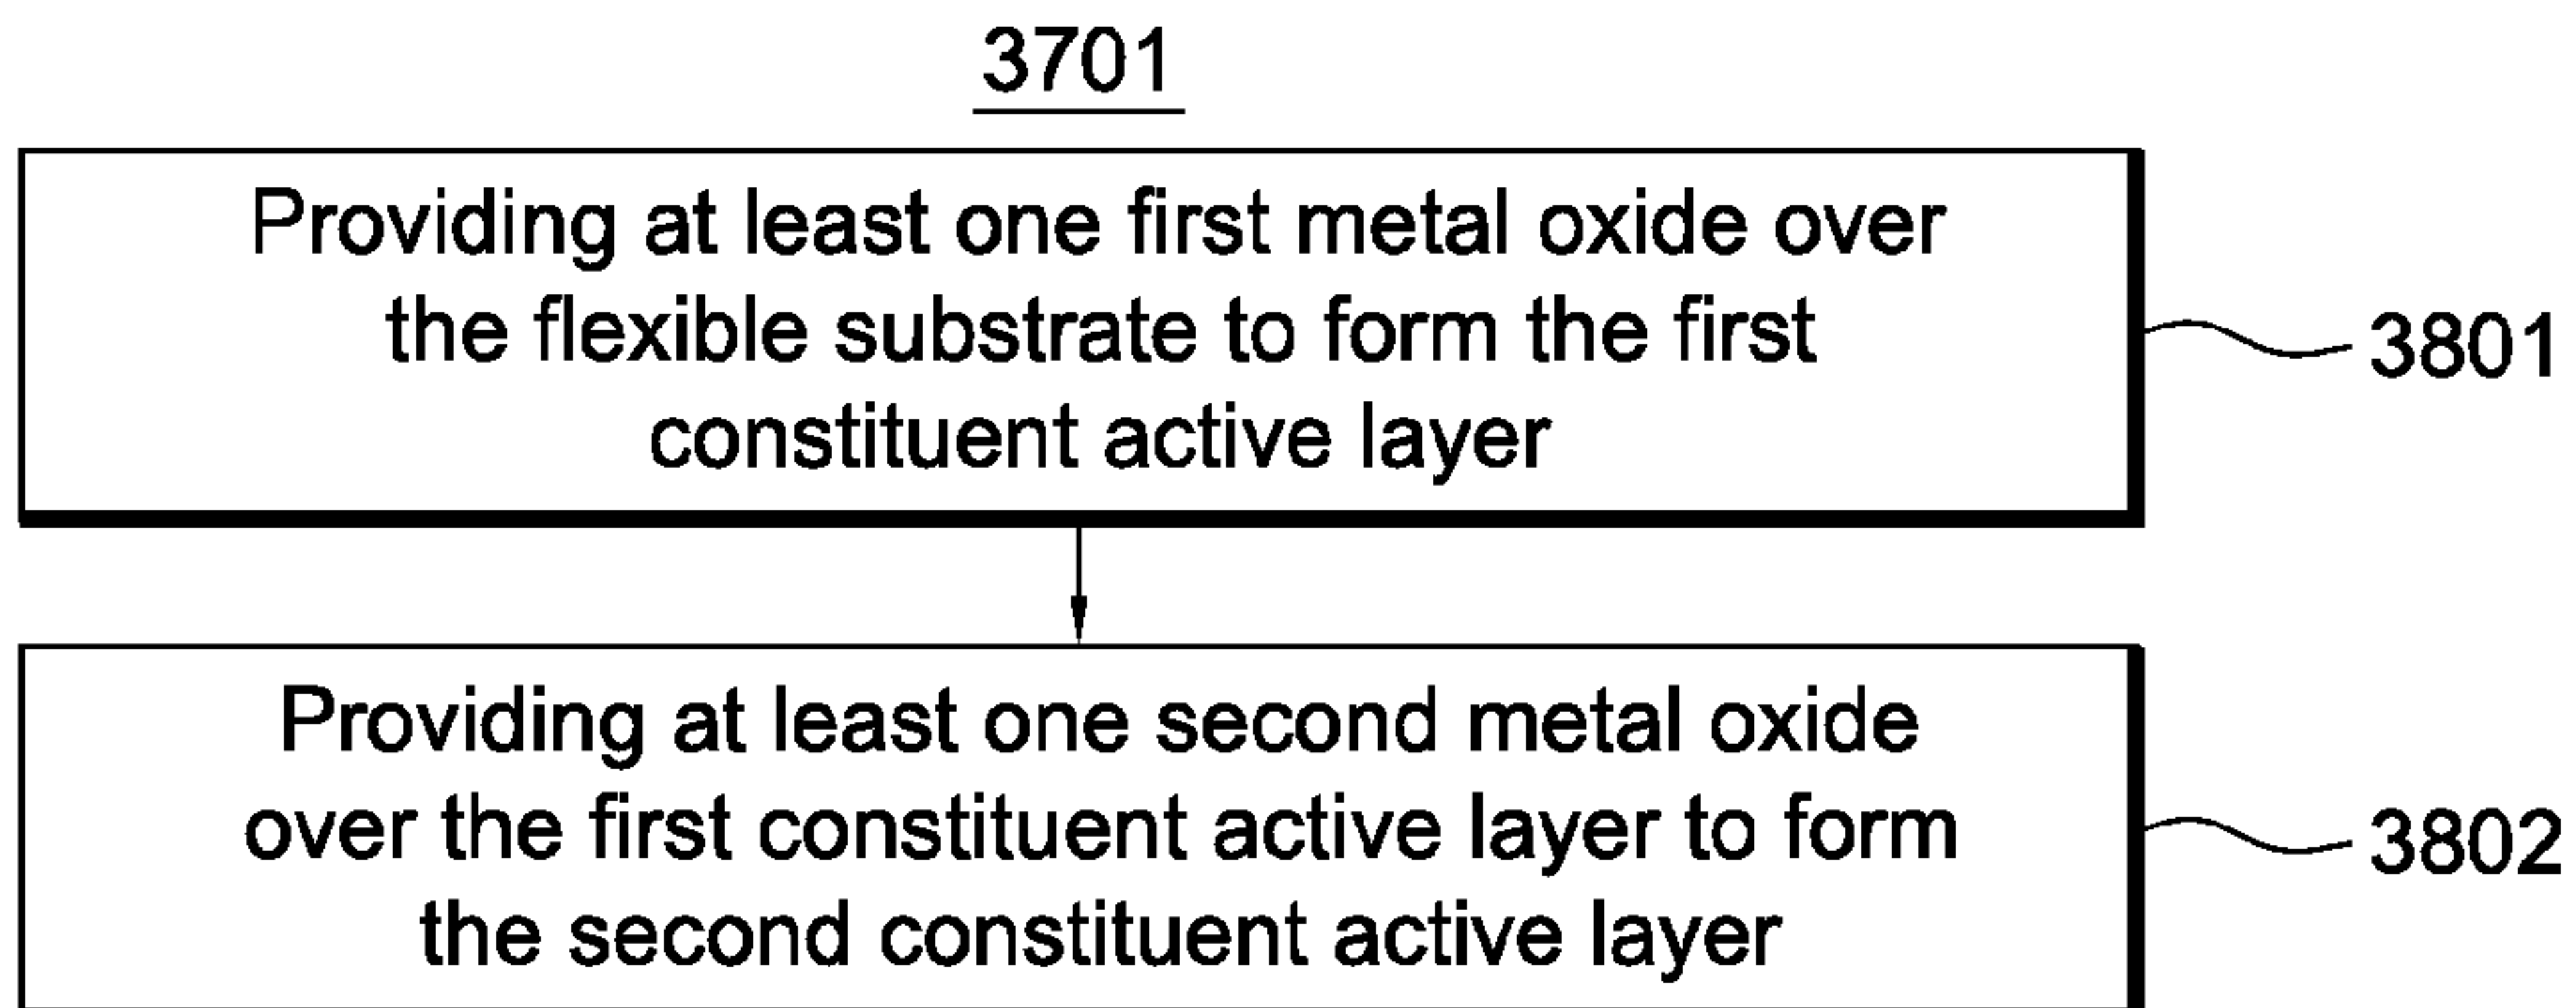 3701
Providing at least one first metal oxide over
the flexible substrate to form the first
constituent active layer
3801
Providing at least one second metal oxide
over the first constituent active layer to form
the second constituent active layer
3802